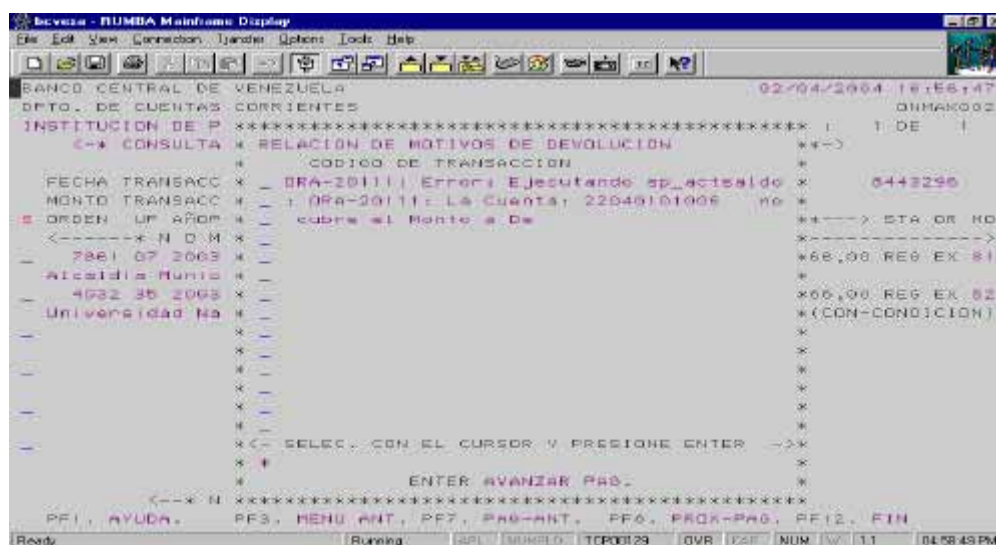 bcveza - RUMBA Mainframe Display
File Edit View Connection Transfer Options Tools Help
BANCO CENTRAL DE VENEZUELA 02/04/2004 16:56:47
DPTO. DE CUENTAS CORRIENTES ONMAK002
INSTITUCION DE P ************************************************** : 1 DE 1
<-* CONSULTA * RELACION DE MOTIVOS DE DEVOLUCION **->
* CODIGO DE TRANSACCION
FECHA TRANSACC * _ ORA-20111: Error: Ejecutando sp_actsaldo * 8443296
MONTO TRANSACC * _ : ORA-20111: La Cuenta: 22040101006 no *
S ORDEN UP AÑOM * _ cubre el Monto a De **----> STA OR MO
<------* N O M * _ *----------------->
_ 7861 07 2003 * _ *66,00 REG EX 81
Alcaldia Munic * _ *
_ 4932 35 2003 * _ *66,00 REG EX 82
Universidad Na * _ *(CON-CONDICION)
_ * _ *
* _ *
_ * _ *
* _ *
_ * _ *
* _ *
_ *<- SELEC. CON EL CURSOR Y PRESIONE ENTER ->*
* * *
* ENTER AVANZAR PAG. *
<--* N **************************************************
PF1. AYUDA. PF3. MENU ANT. PF7. PAG-ANT. PF8. PROX-PAG. PF12. FIN
Ready Running APL NUMFLD TCP00129 OVR CAP NUM 1.1 04:58:49 PM